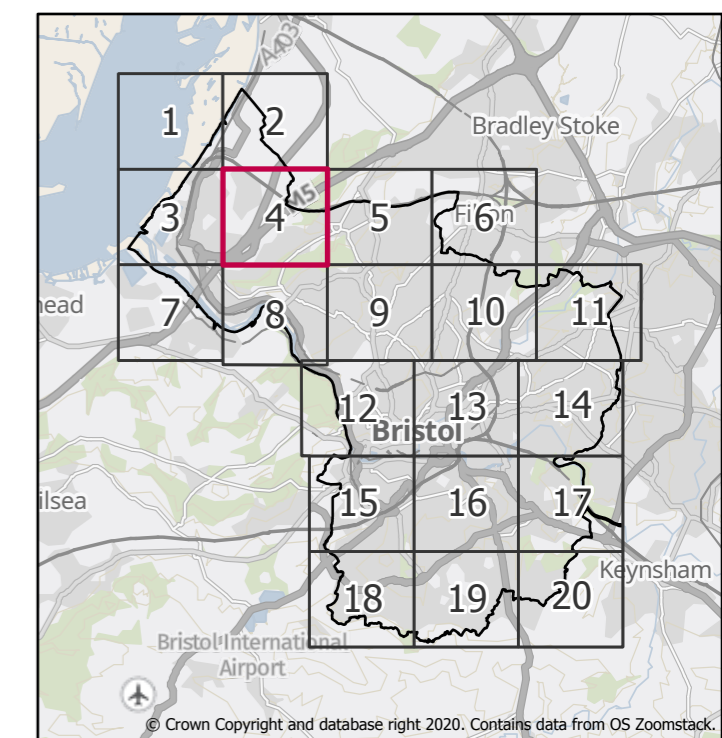 A403
1
2
Bradley Stoke
M5
3
4
5
Filton
6
head
7
8
9
10
11
12
13
14
Bristol
ilsea
15
16
17
Keynsham
18
19
20
Bristol International
Airport
© Crown Copyright and database right 2020. Contains data from OS Zoomstack.